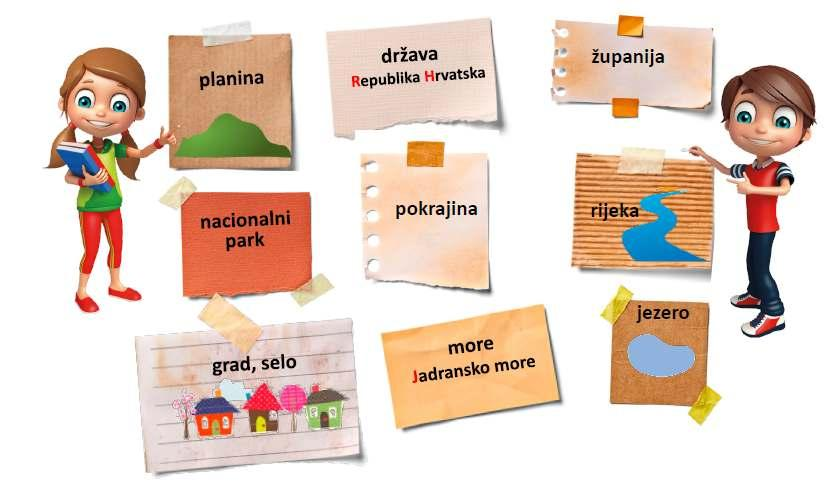 planina
država
Republika Hrvatska
županija
nacionalni
park
pokrajina
rijeka
grad, selo
more
Jadransko more
jezero